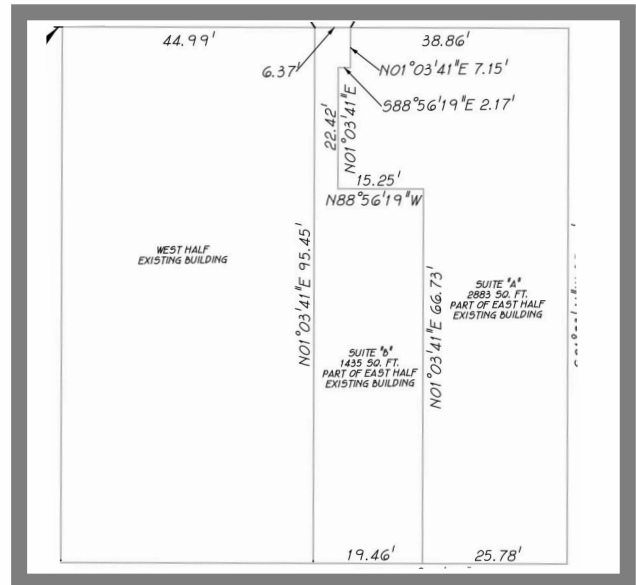 44.99'
38.86'
6.37'
N01°03'41"E 7.15'
S88°56'19"E 2.17'
22.42'
N01°03'41"E
15.25'
N88°56'19"W
WEST HALF
EXISTING BUILDING
N01°03'41"E 95.45'
N01°03'41"E 66.73'
SUITE "A"
2883 SQ. FT.
PART OF EAST HALF
EXISTING BUILDING
SUITE "B"
1435 SQ. FT.
PART OF EAST HALF
EXISTING BUILDING
19.46'
25.78'